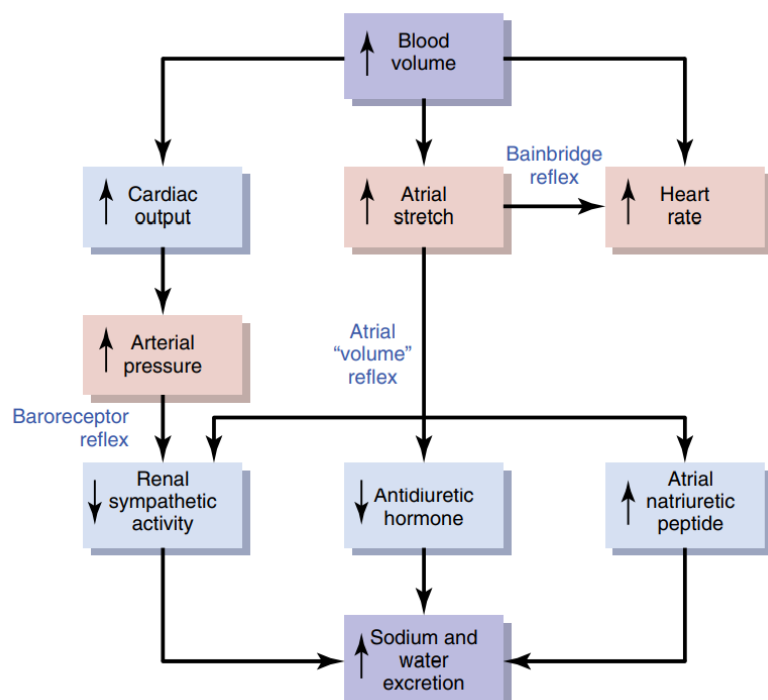 Blood
volume
Bainbridge
reflex
Cardiac
output
Atrial
stretch
Heart
rate
Arterial
pressure
Atrial
“volume”
reflex
Baroreceptor
reflex
Renal
sympathetic
activity
Antidiuretic
hormone
Atrial
natriuretic
peptide
Sodium and
water
excretion